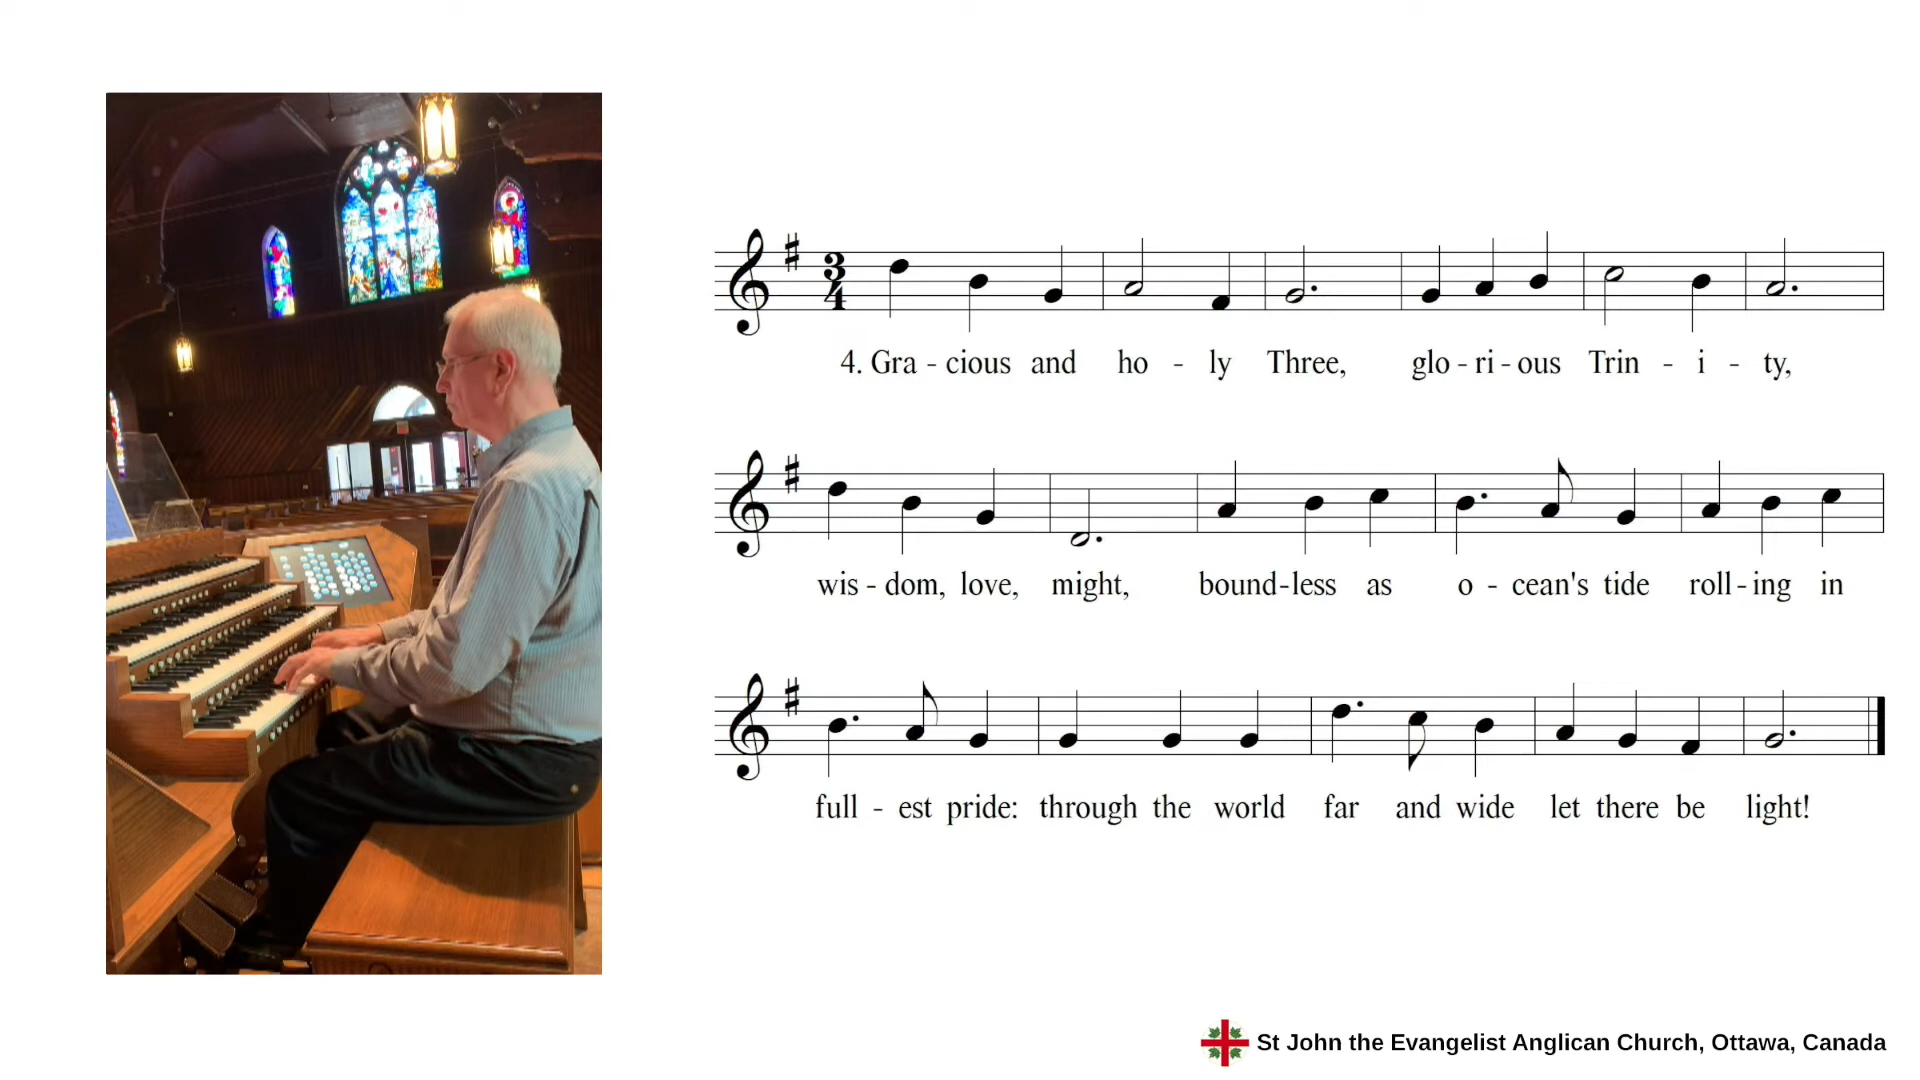 3
4
4. Gra - cious and ho - ly Three, glo - ri - ous Trin - i - ty,
wis - dom, love, might, bound - less as o - cean's tide roll - ing in
full - est pride: through the world far and wide let there be light!
St John the Evangelist Anglican Church, Ottawa, Canada